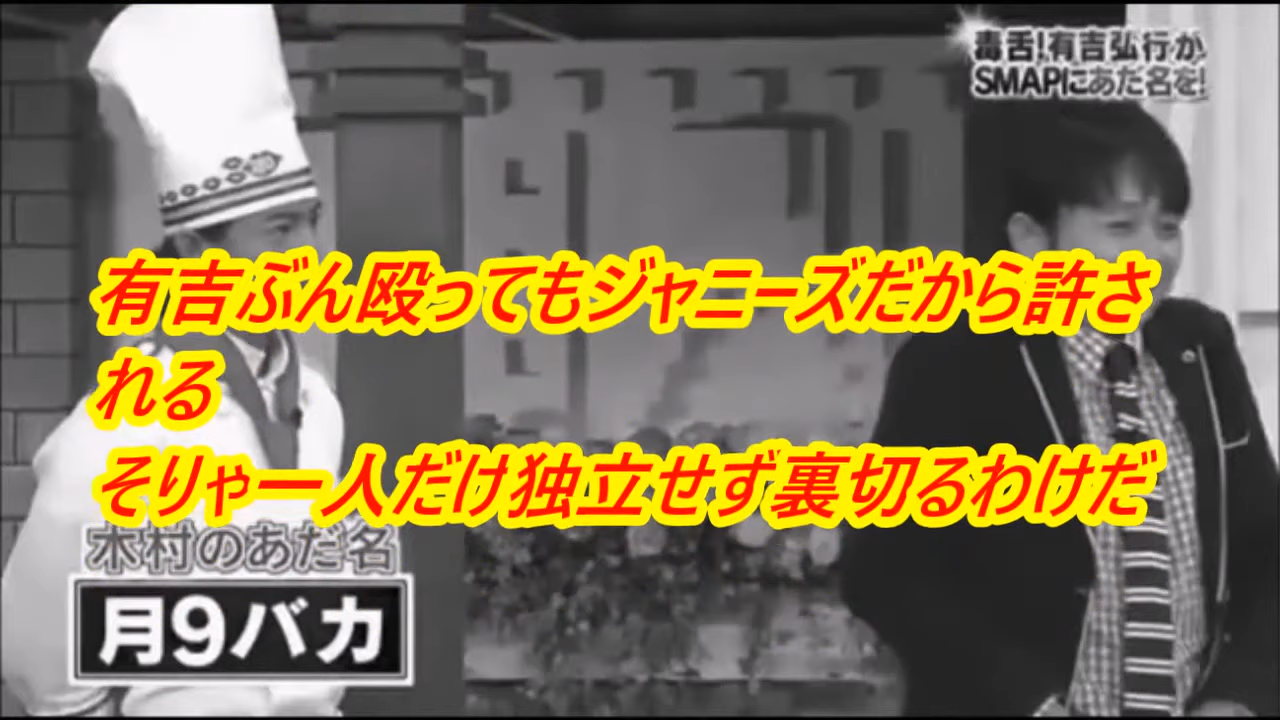 毒舌!有吉弘行が
SMAPにあだ名を!
有吉ぶん殴ってもジャニーズだから許さ
れる
そりゃ一人だけ独立せず裏切るわけだ
木村のあだ名
月9バカ